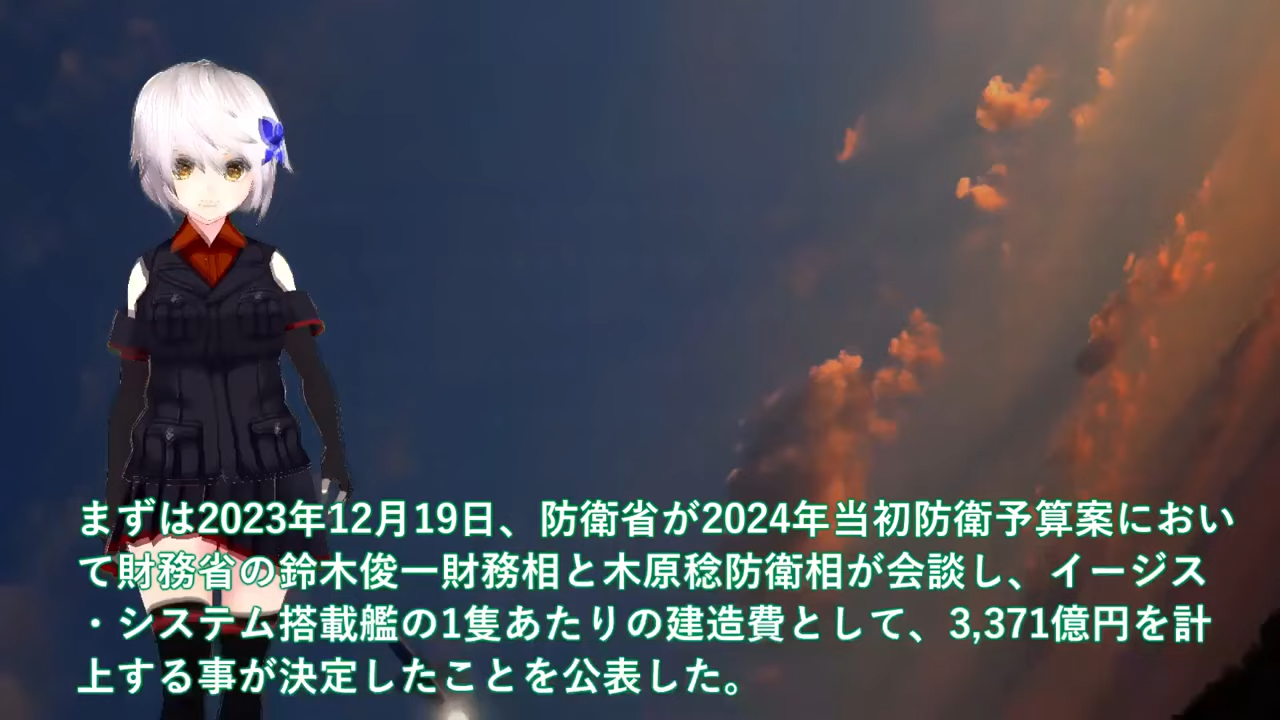 まずは2023年12月19日、防衛省が2024年当初防衛予算案におい
て財務省の鈴木俊一財務相と木原稔防衛相が会談し、イージス
・システム搭載艦の1隻あたりの建造費として、3,371億円を計
上する事が決定したことを公表した。